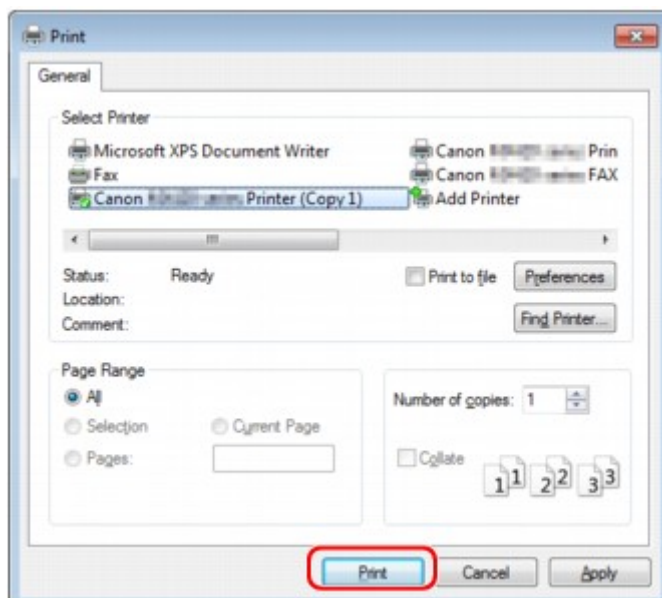 Print
General
Select Printer
Microsoft XPS Document Writer
Canon Prin
Fax
Canon FAX
Canon Printer (Copy 1)
Add Printer
Status: Ready
Print to file
Preferences
Location:
Comment:
Find Printer...
Page Range
All
Selection
Current Page
Pages:
Number of copies: 1
Collate
1 1 2 2 3 3
Print
Cancel
Apply